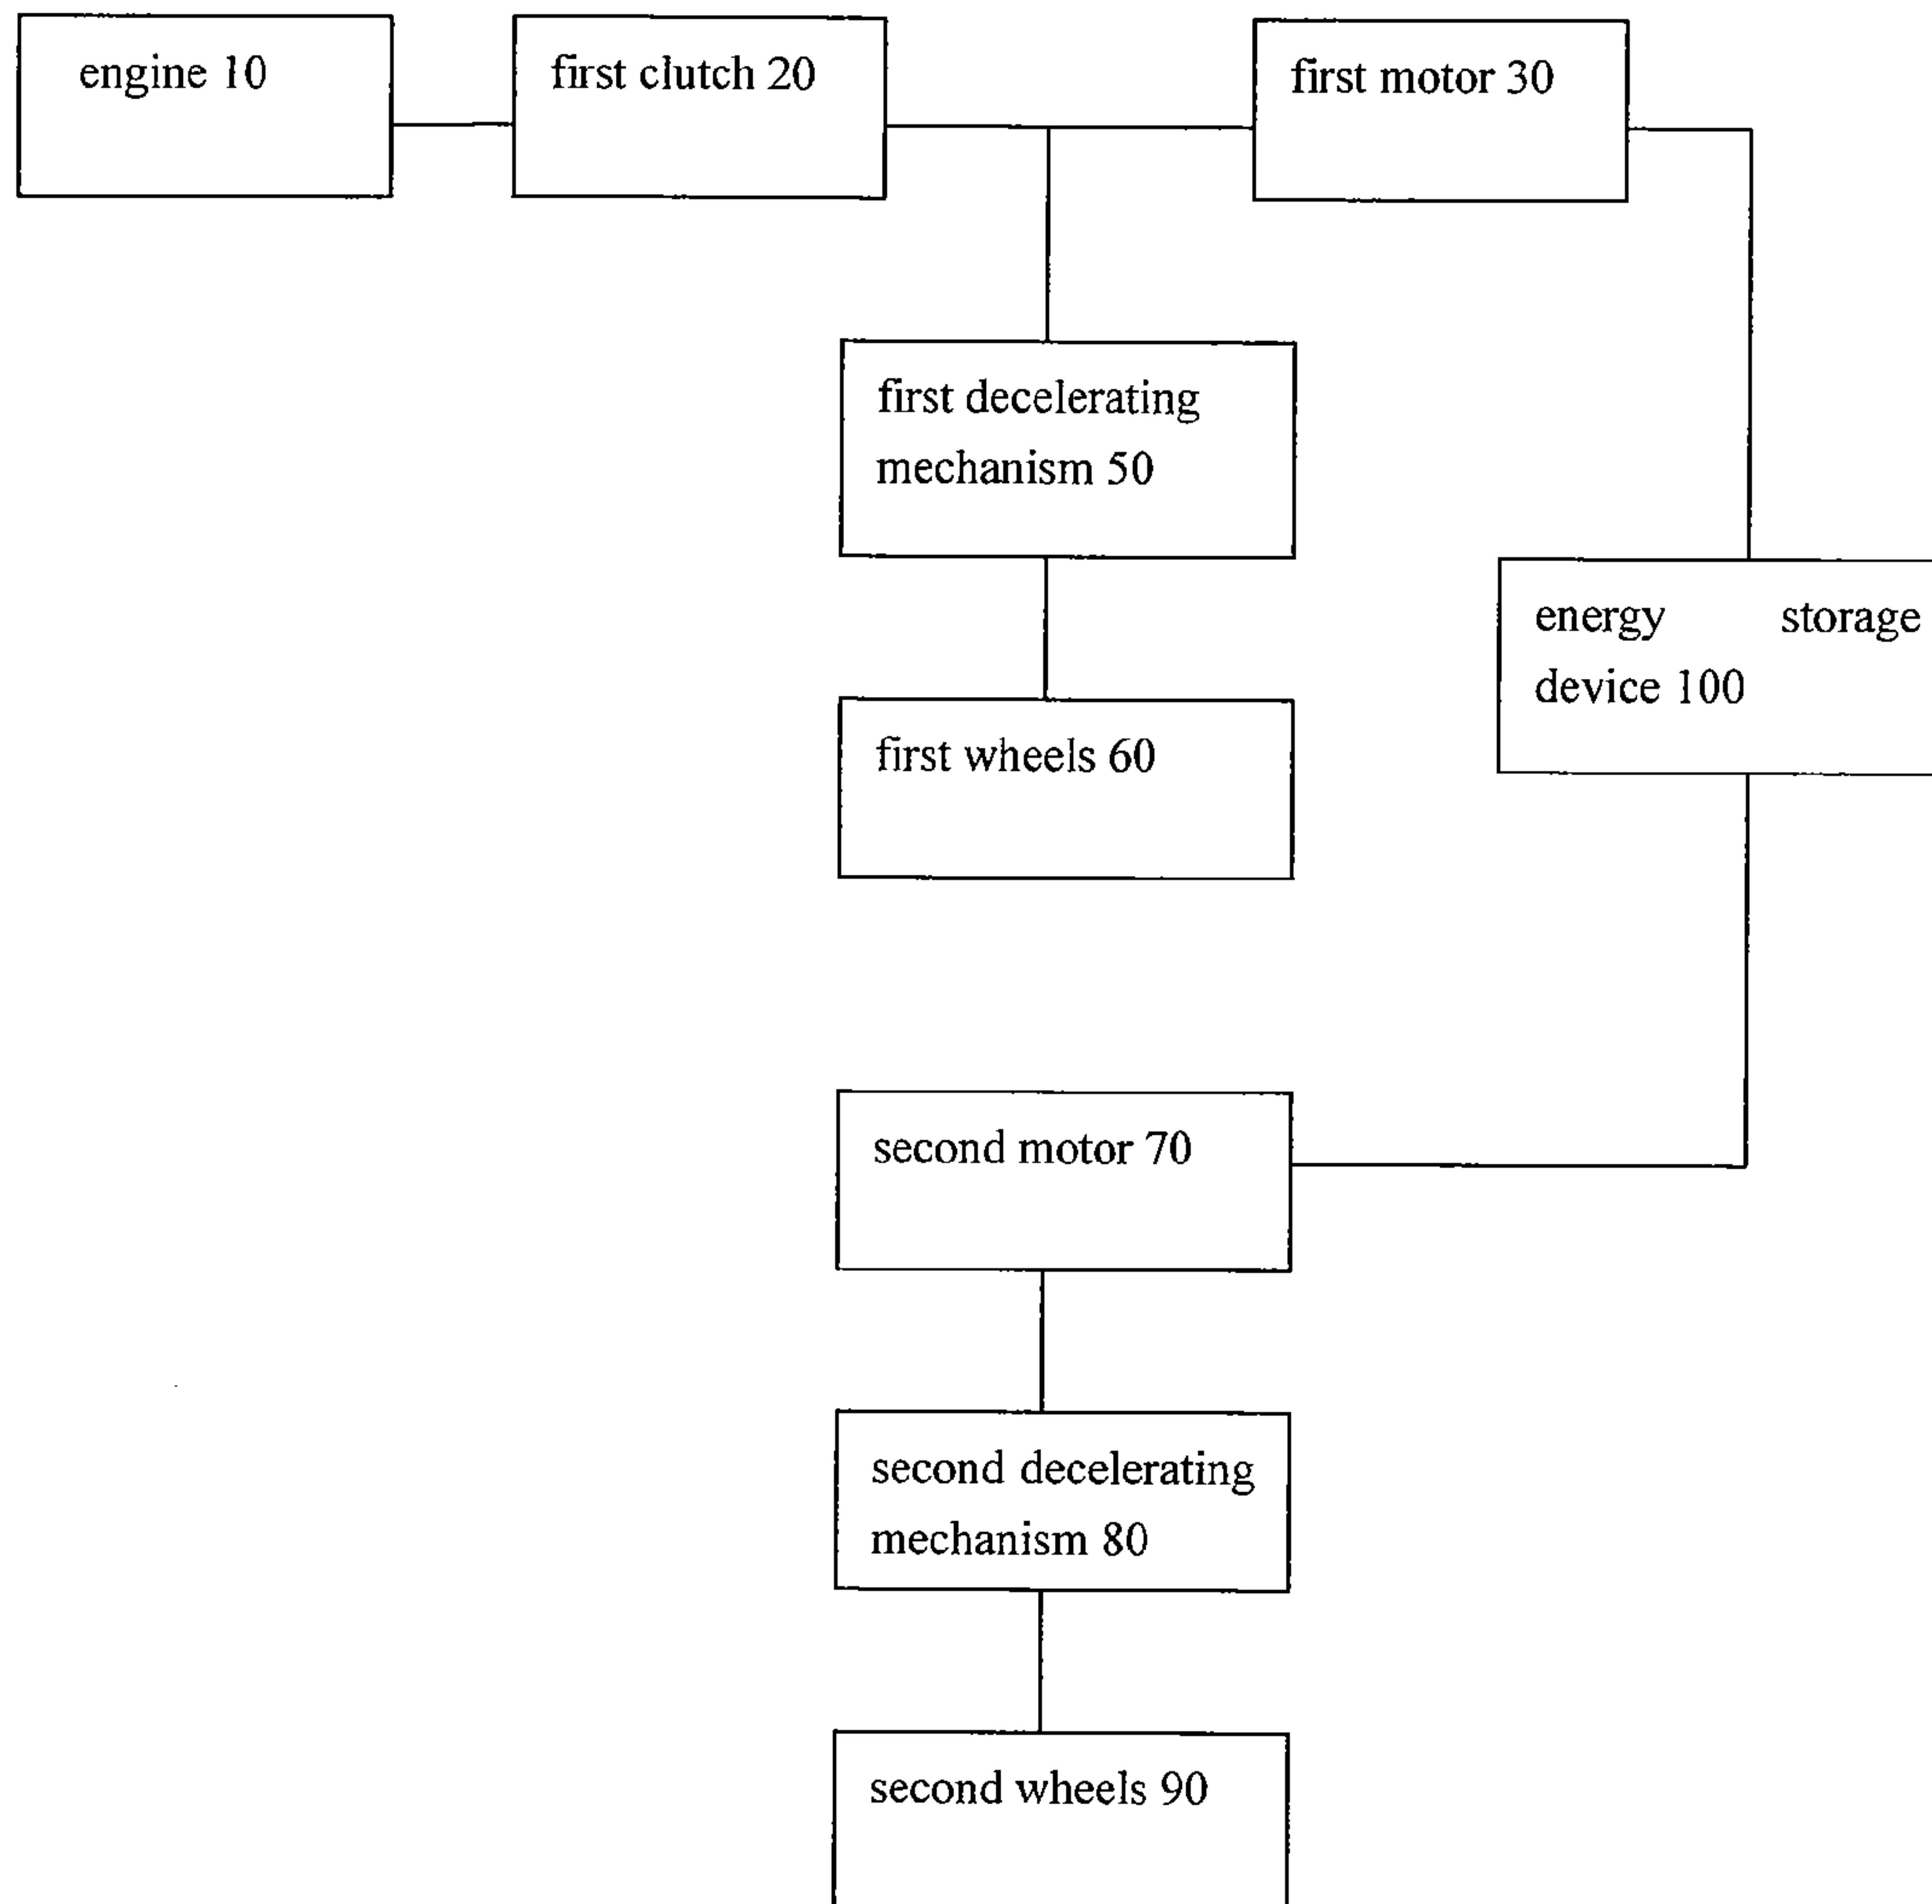 engine 10
first clutch 20
first motor 30
first decelerating
mechanism 50
energy storage
device 100
first wheels 60
second motor 70
second decelerating
mechanism 80
second wheels 90